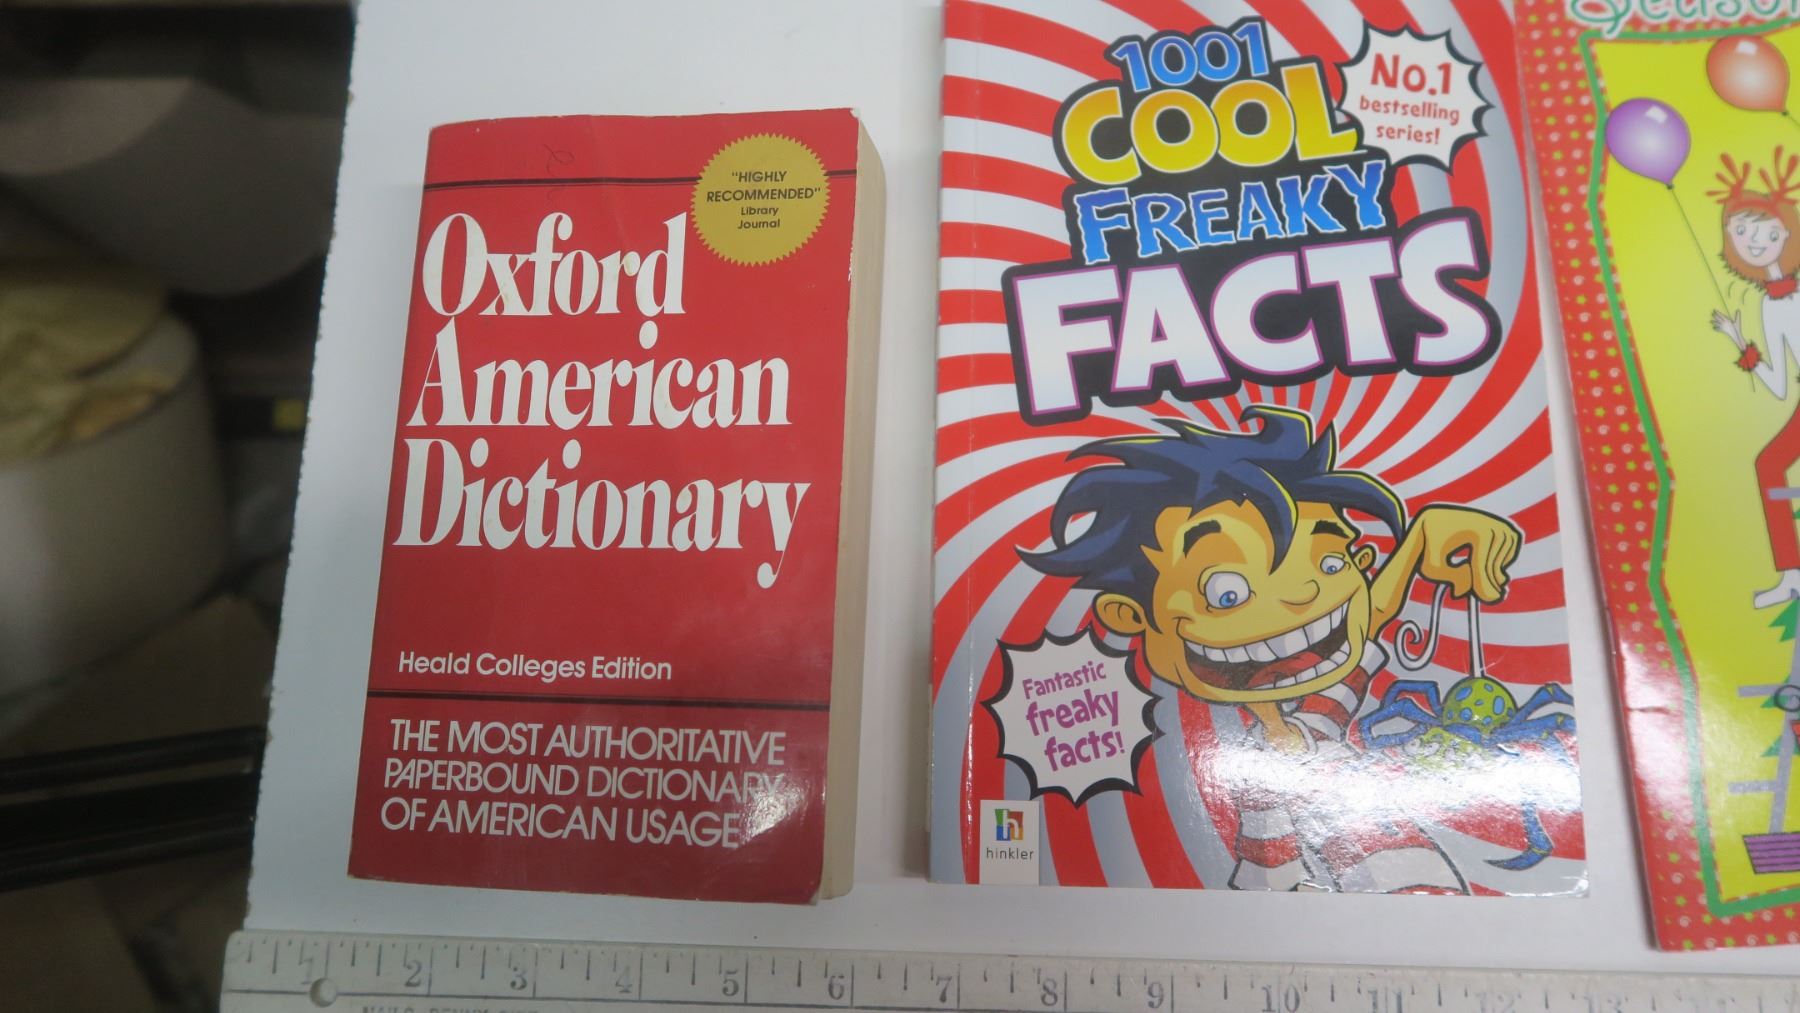 "HIGHLY
RECOMMENDED"
Library
Journal
Oxford
American
Dictionary
Heald Colleges Edition
THE MOST AUTHORITATIVE
PAPERBOUND DICTIONARY
OF AMERICAN USAGE
1001
COOL
FREAKY
FACTS
No.1
bestselling
series!
Fantastic
freaky
facts!
hinkler
1 2 3 4 5 6 7 8 9 10 11 12 13